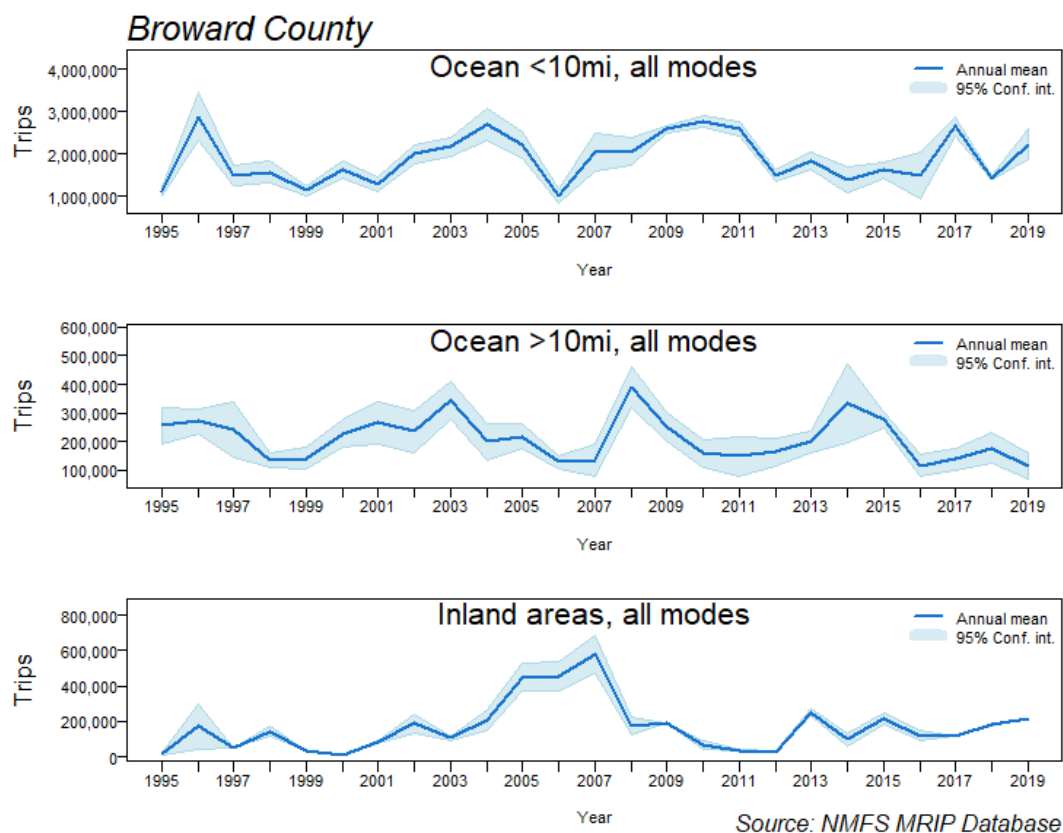 Broward County
Ocean <10mi, all modes
Annual mean
95% Conf. int.
Trips
4,000,000
3,000,000
2,000,000
1,000,000
1995 1997 1999 2001 2003 2005 2007 2009 2011 2013 2015 2017 2019
Year
Ocean >10mi, all modes
Annual mean
95% Conf. int.
Trips
600,000
500,000
400,000
300,000
200,000
100,000
1995 1997 1999 2001 2003 2005 2007 2009 2011 2013 2015 2017 2019
Year
Inland areas, all modes
Annual mean
95% Conf. int.
Trips
800,000
600,000
400,000
200,000
0
1995 1997 1999 2001 2003 2005 2007 2009 2011 2013 2015 2017 2019
Year
Source: NMFS MRIP Database